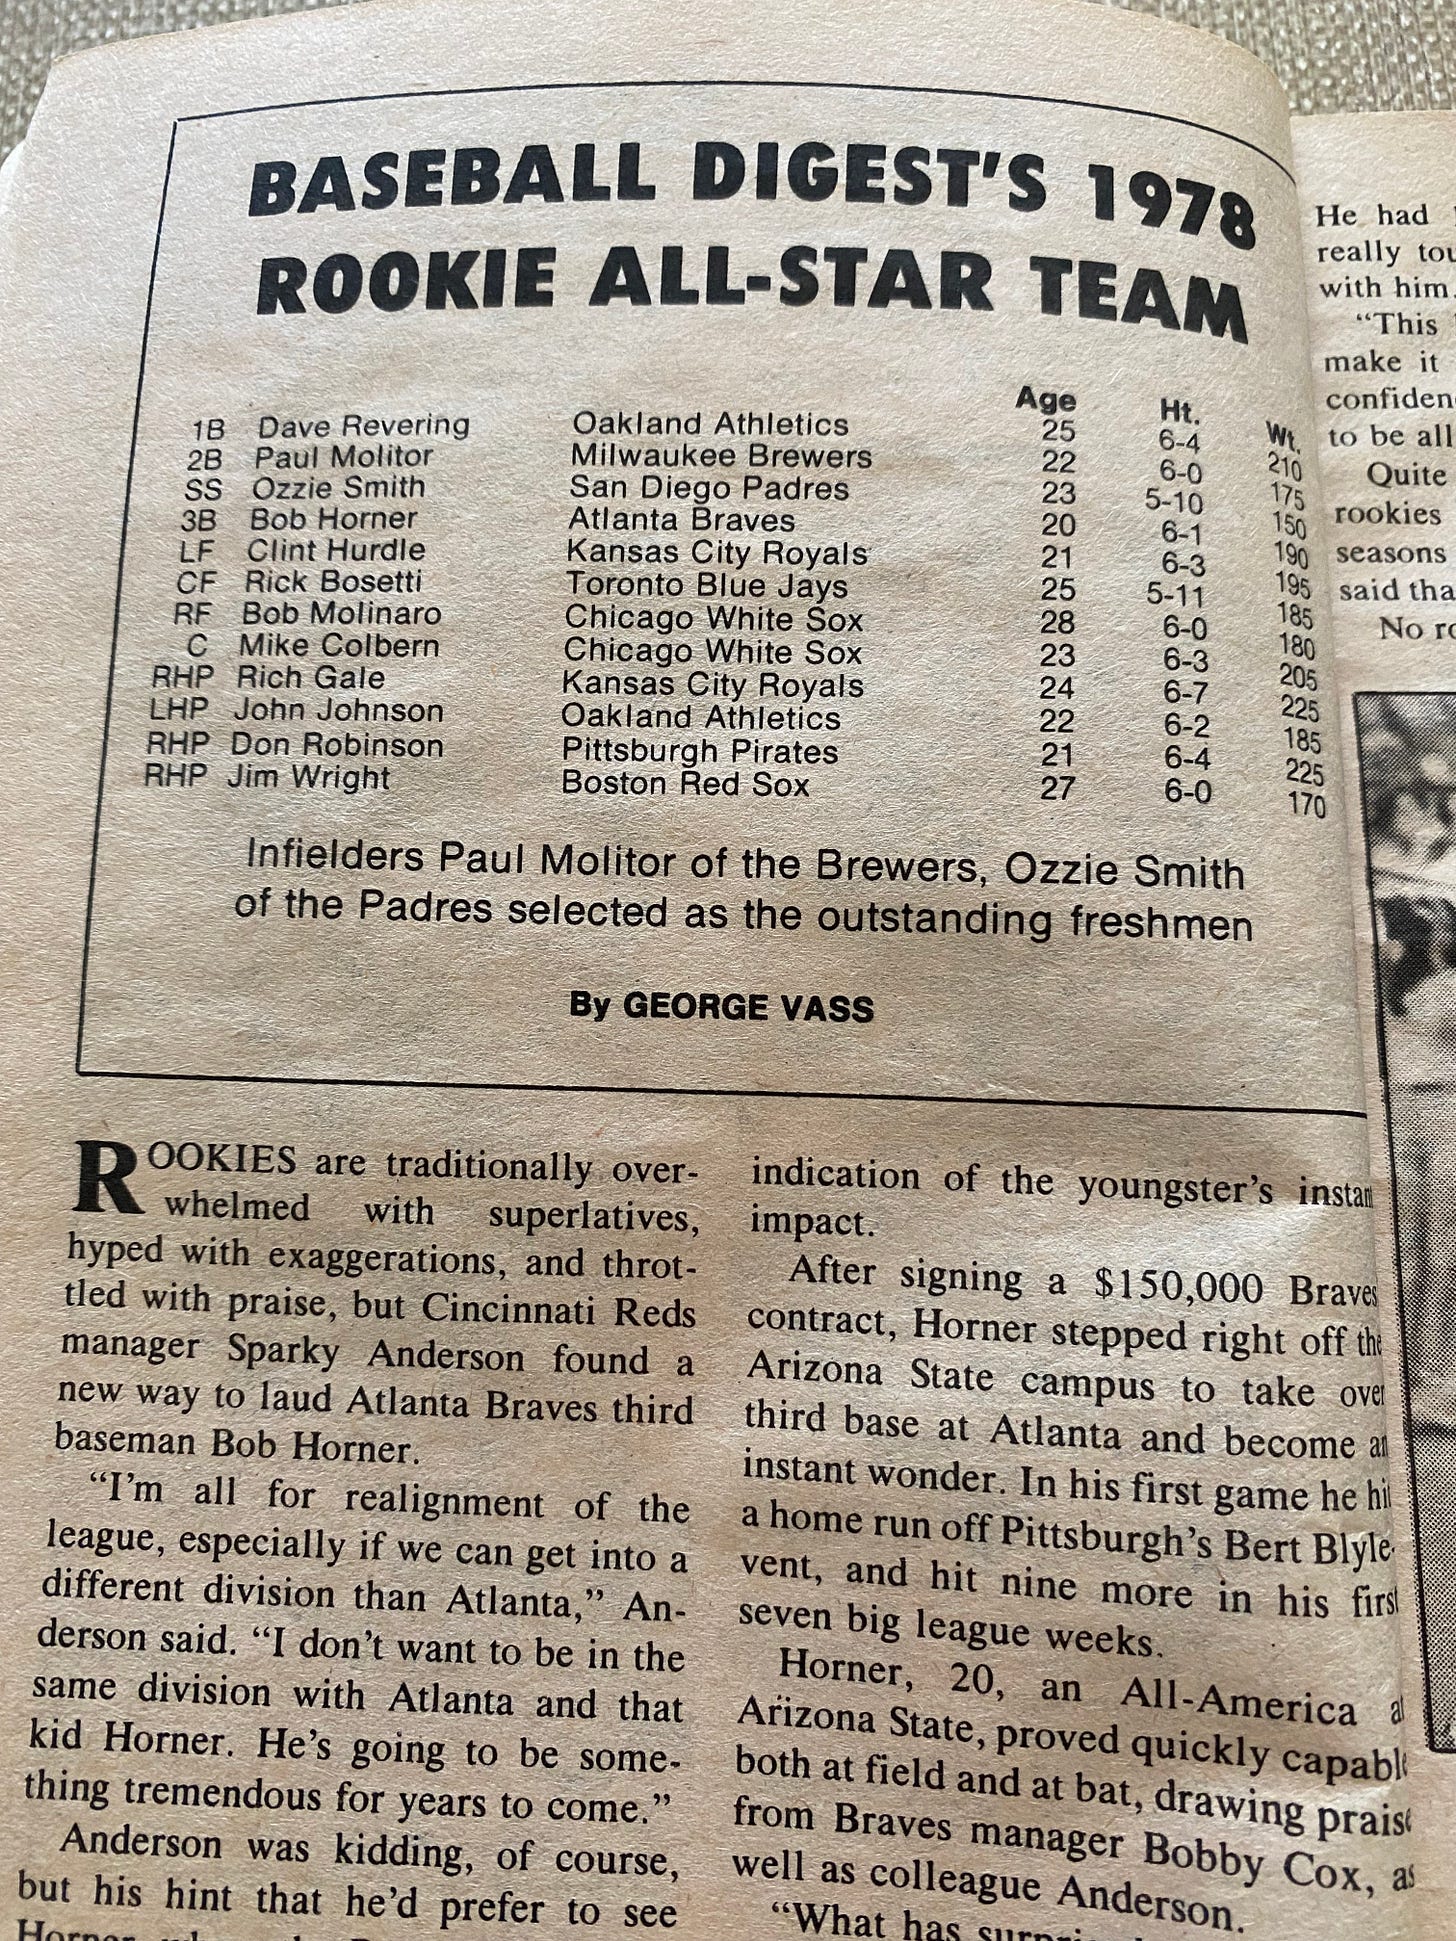 BASEBALL DIGEST'S 1978
ROOKIE ALL-STAR TEAM
Age Ht. Wt.
1B Dave Revering Oakland Athletics 25 6-4 210
2B Paul Molitor Milwaukee Brewers 22 6-0 175
SS Ozzie Smith San Diego Padres 23 5-10 150
3B Bob Horner Atlanta Braves 20 6-1 190
LF Clint Hurdle Kansas City Royals 21 6-3 195
CF Rick Bosetti Toronto Blue Jays 25 5-11 185
RF Bob Molinaro Chicago White Sox 28 6-0 180
C Mike Colbern Chicago White Sox 23 6-3 205
RHP Rich Gale Kansas City Royals 24 6-7 225
LHP John Johnson Oakland Athletics 22 6-2 185
RHP Don Robinson Pittsburgh Pirates 21 6-4 225
RHP Jim Wright Boston Red Sox 27 6-0 170
Infielders Paul Molitor of the Brewers, Ozzie Smith
of the Padres selected as the outstanding freshmen
By GEORGE VASS
ROOKIES are traditionally over-
whelmed with superlatives,
hyped with exaggerations, and throt-
tled with praise, but Cincinnati Reds
manager Sparky Anderson found a
new way to laud Atlanta Braves third
baseman Bob Horner.
"I'm all for realignment of the
league, especially if we can get into a
different division than Atlanta," An-
derson said. "I don't want to be in the
same division with Atlanta and that
kid Horner. He's going to be some-
thing tremendous for years to come."
Anderson was kidding, of course,
but his hint that he'd prefer to see
Horner
indication of the youngster's instant
impact.
After signing a $150,000 Braves
contract, Horner stepped right off the
Arizona State campus to take over
third base at Atlanta and become an
instant wonder. In his first game he hit
a home run off Pittsburgh's Bert Blyle-
vent, and hit nine more in his first
seven big league weeks.
Horner, 20, an All-America at
Arizona State, proved quickly capable
both at field and at bat, drawing praise
from Braves manager Bobby Cox, as
well as colleague Anderson.
"What has
He had
really
with him
"This
make it
to be all
Quite
rookies
seasons
said
No